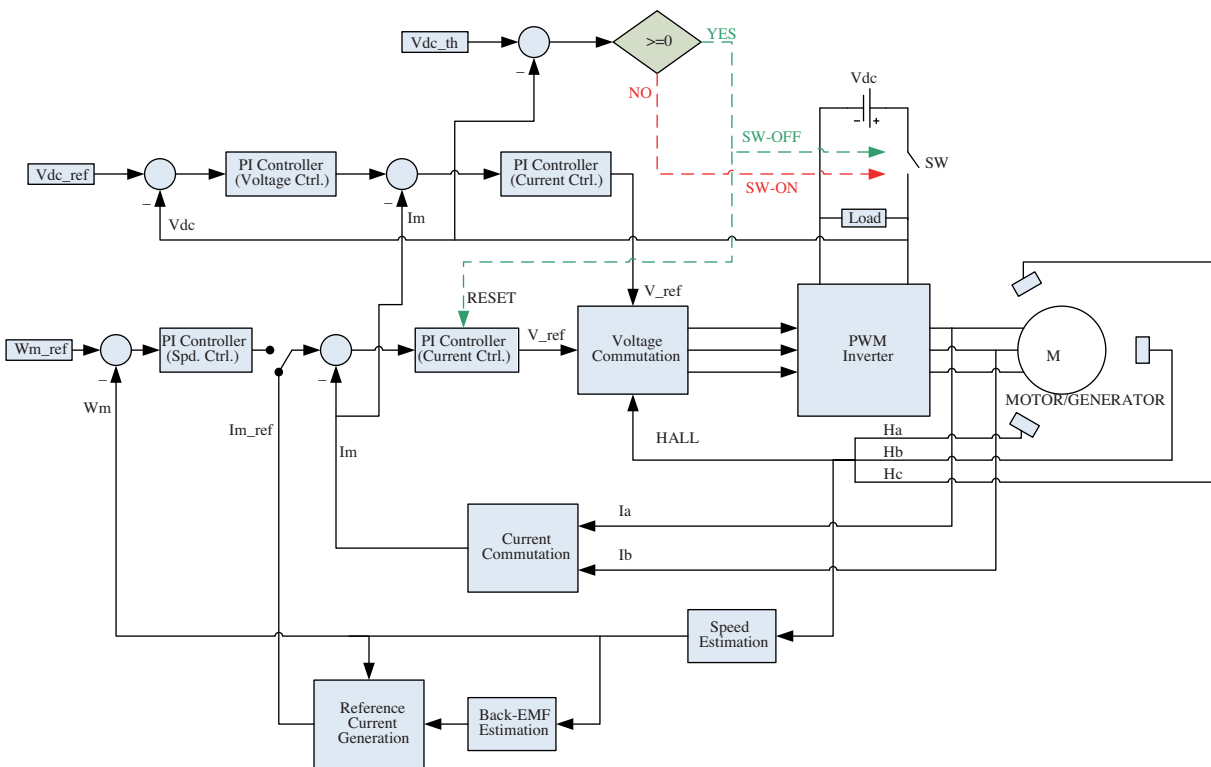 Vdc_th
>=0
YES
NO
Vdc
SW-OFF
SW
SW-ON
Vdc_ref
PI Controller
(Voltage Ctrl.)
PI Controller
(Current Ctrl.)
Im
Vdc
Load
RESET
V_ref
Wm_ref
PI Controller
(Spd. Ctrl.)
PI Controller
(Current Ctrl.)
V_ref
Voltage
Commutation
PWM
Inverter
M
MOTOR/GENERATOR
Wm
Im_ref
Im
HALL
Ha
Hb
Hc
Current
Commutation
Ia
Ib
Speed
Estimation
Reference
Current
Generation
Back-EMF
Estimation
+